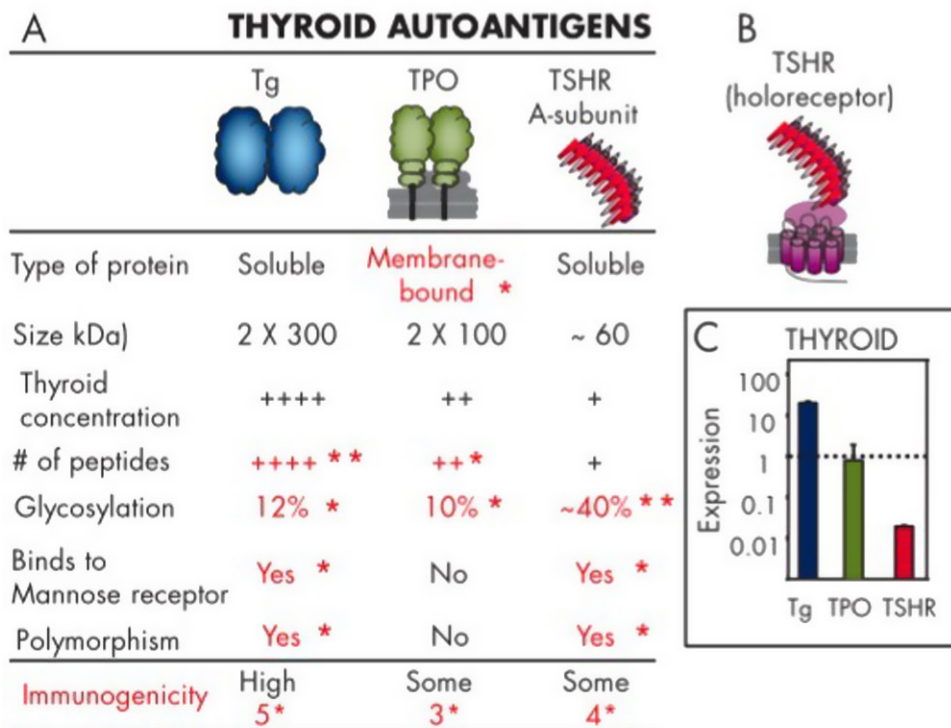 A
THYROID AUTOANTIGENS
Tg TPO TSHR
A-subunit
Type of protein Soluble Membrane-
bound * Soluble
Size kDa) 2 X 300 2 X 100 ~ 60
Thyroid
concentration ++++ ++ +
# of peptides ++++ ** ++* +
Glycosylation 12% * 10% * ~40% **
Binds to
Mannose receptor Yes * No Yes *
Polymorphism Yes * No Yes *
Immunogenicity High Some Some
5* 3* 4*
B
TSHR
(holoreceptor)
C THYROID
Expression
100
10
1
0.1
0.01
Tg TPO TSHR